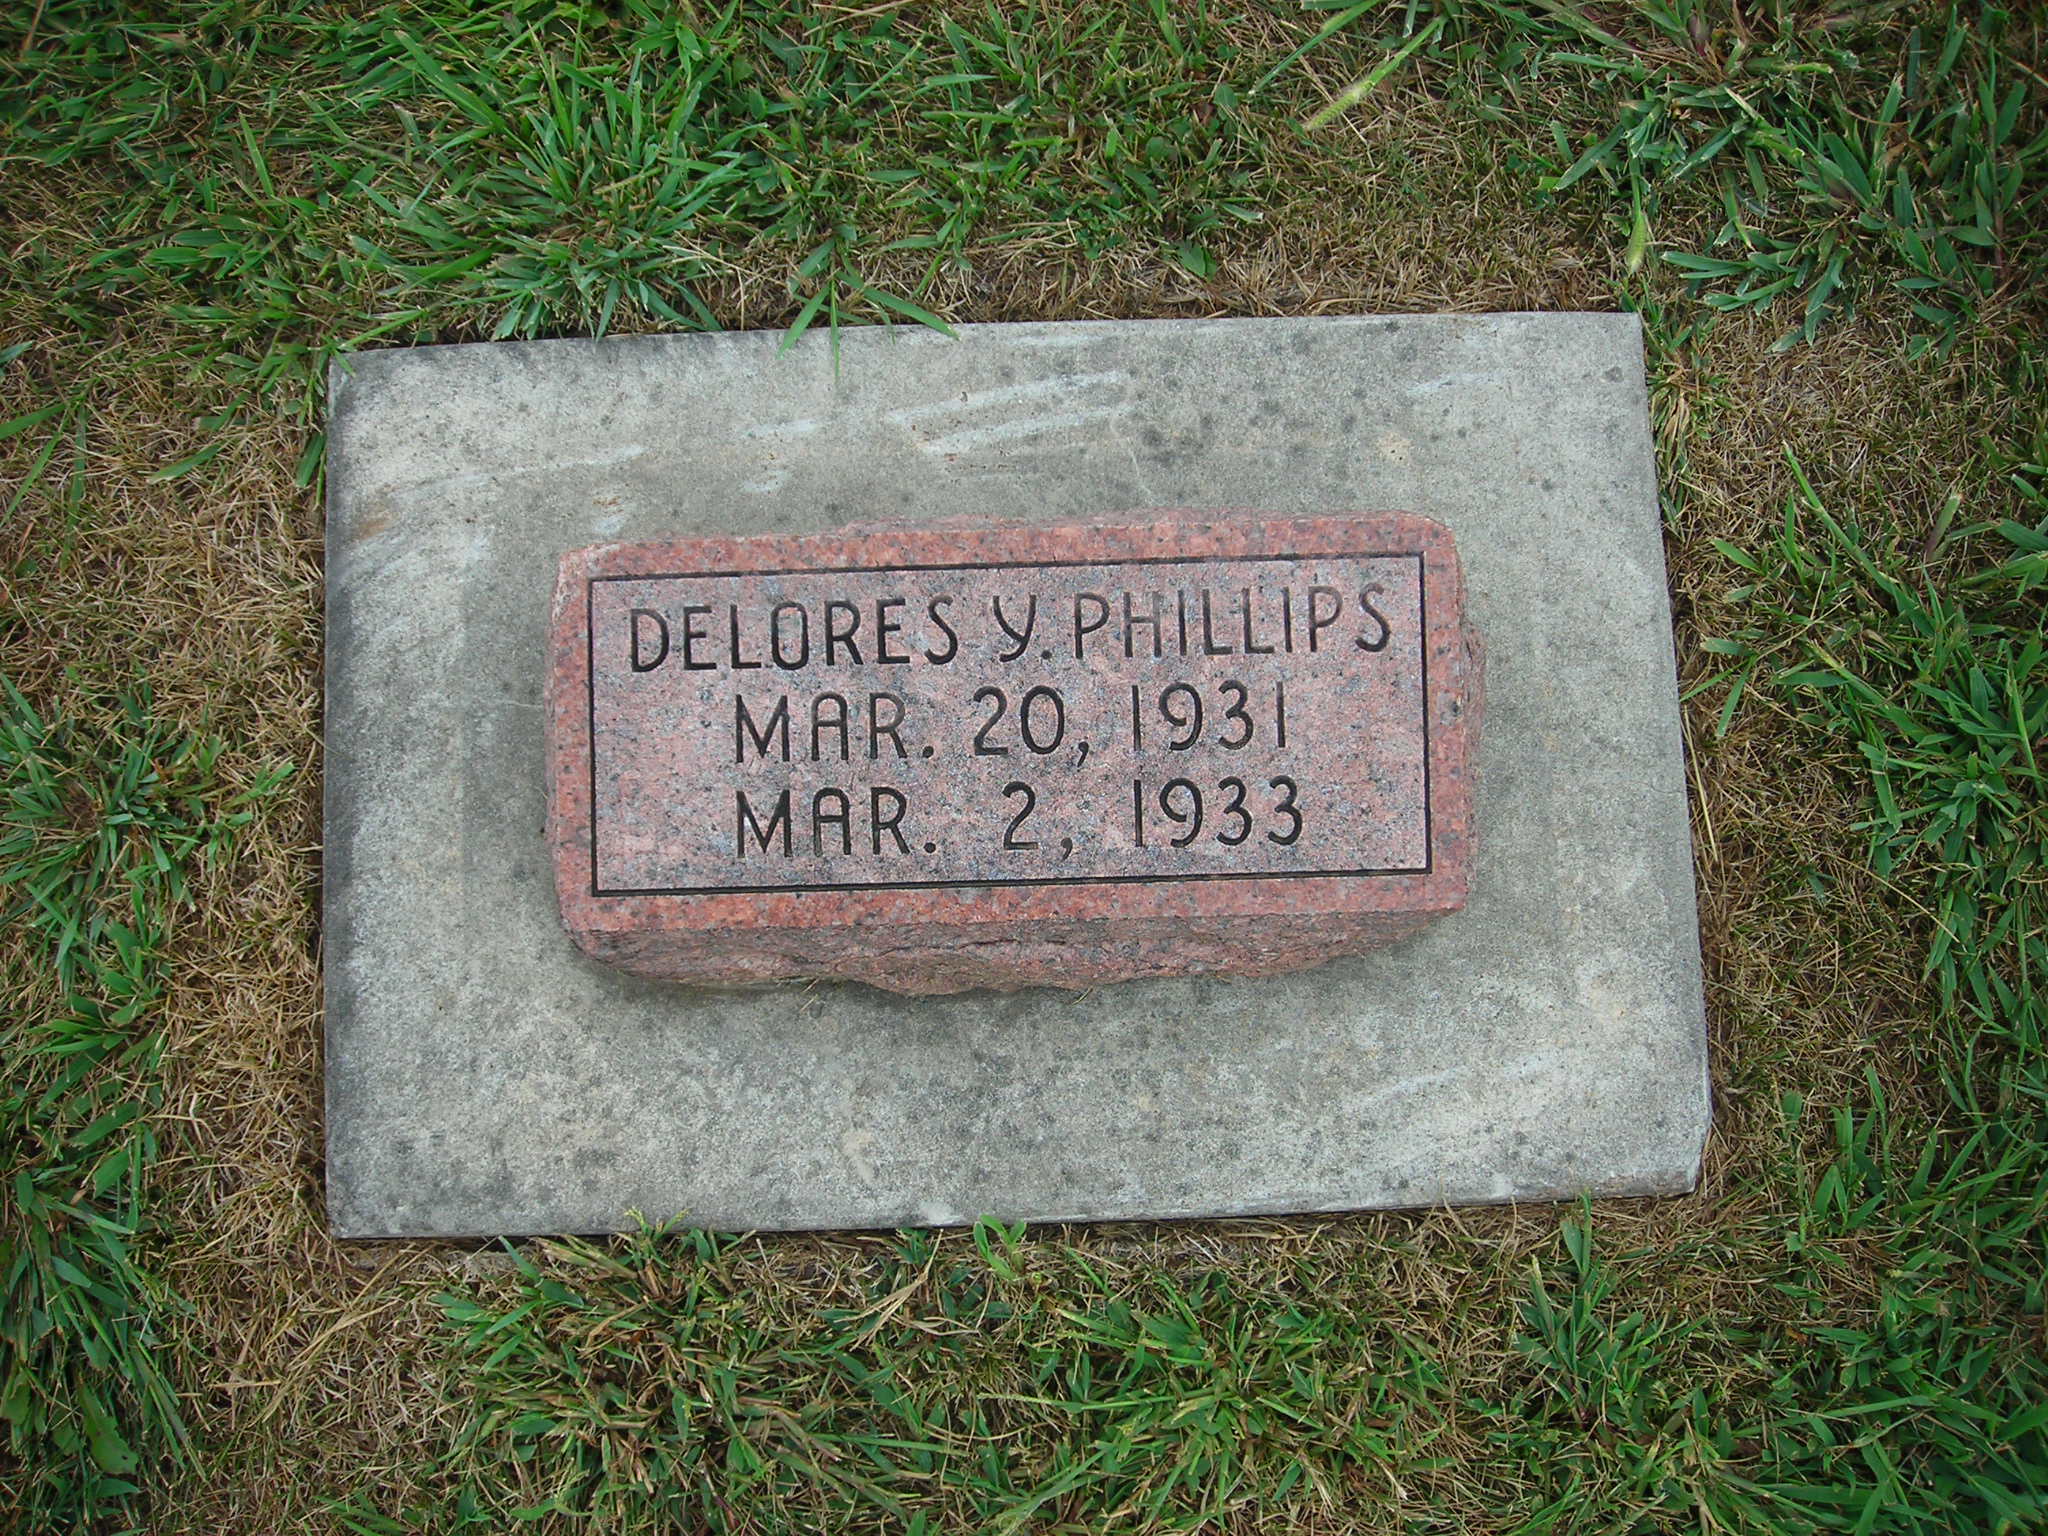 DELORES Y. PHILLIPS
MAR. 20, 1931
MAR. 2, 1933